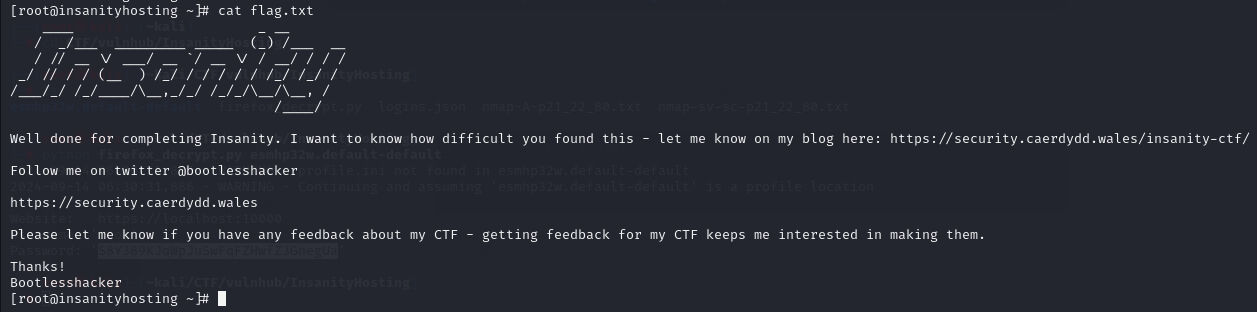 [root@insanityhosting ~]# cat flag.txt
Insanity
Well done for completing Insanity.  I want to know how difficult you found this - let me know on my blog here: https://security.caerdydd.wales/insanity-ctf/
Follow me on twitter @bootlesshacker
https://security.caerdydd.wales
Please let me know if you have any feedback about my CTF - getting feedback for my CTF keeps me interested in making them.
Thanks!
Bootlesshacker
[root@insanityhosting ~]#